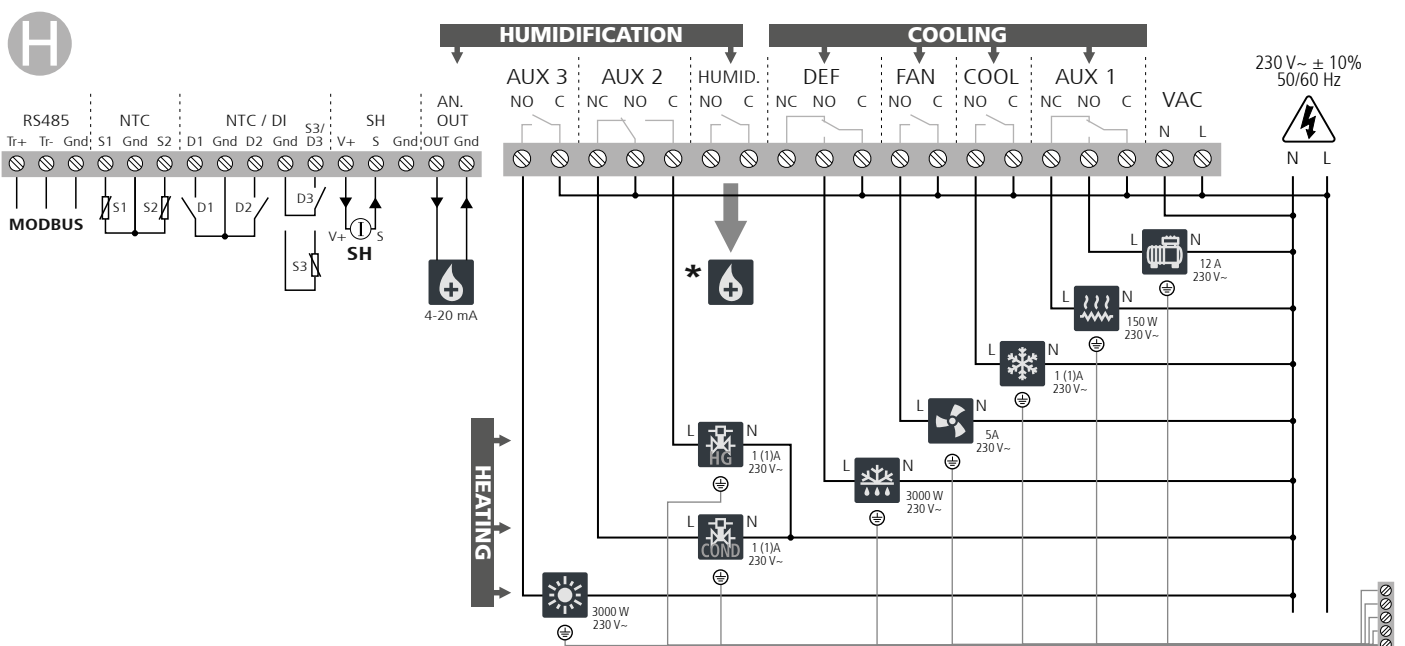 H
HUMIDIFICATION
COOLING
AUX 3
AUX 2
HUMID.
DEF
FAN
COOL
AUX 1
VAC
230 V~ ± 10%
50/60 Hz
NO C
NC NO C
NO C
NC NO C
NO C
NO C
NC NO C
N L
N L
RS485
NTC
NTC / DI
SH
AN.
OUT
Tr+ Tr- Gnd
S1 Gnd S2
D1 Gnd D2 Gnd S3/
D3
V+ S Gnd
OUT Gnd
MODBUS
S1
S2
D1
D2
D3
S3
V+ I S
SH
4-20 mA
*
L N
12 A
230 V~
L N
150 W
230 V~
L N
1 (1)A
230 V~
L N
5A
230 V~
L N
3000 W
230 V~
HEATING
L N
HG
1 (1)A
230 V~
L N
COND
1 (1)A
230 V~
3000 W
230 V~